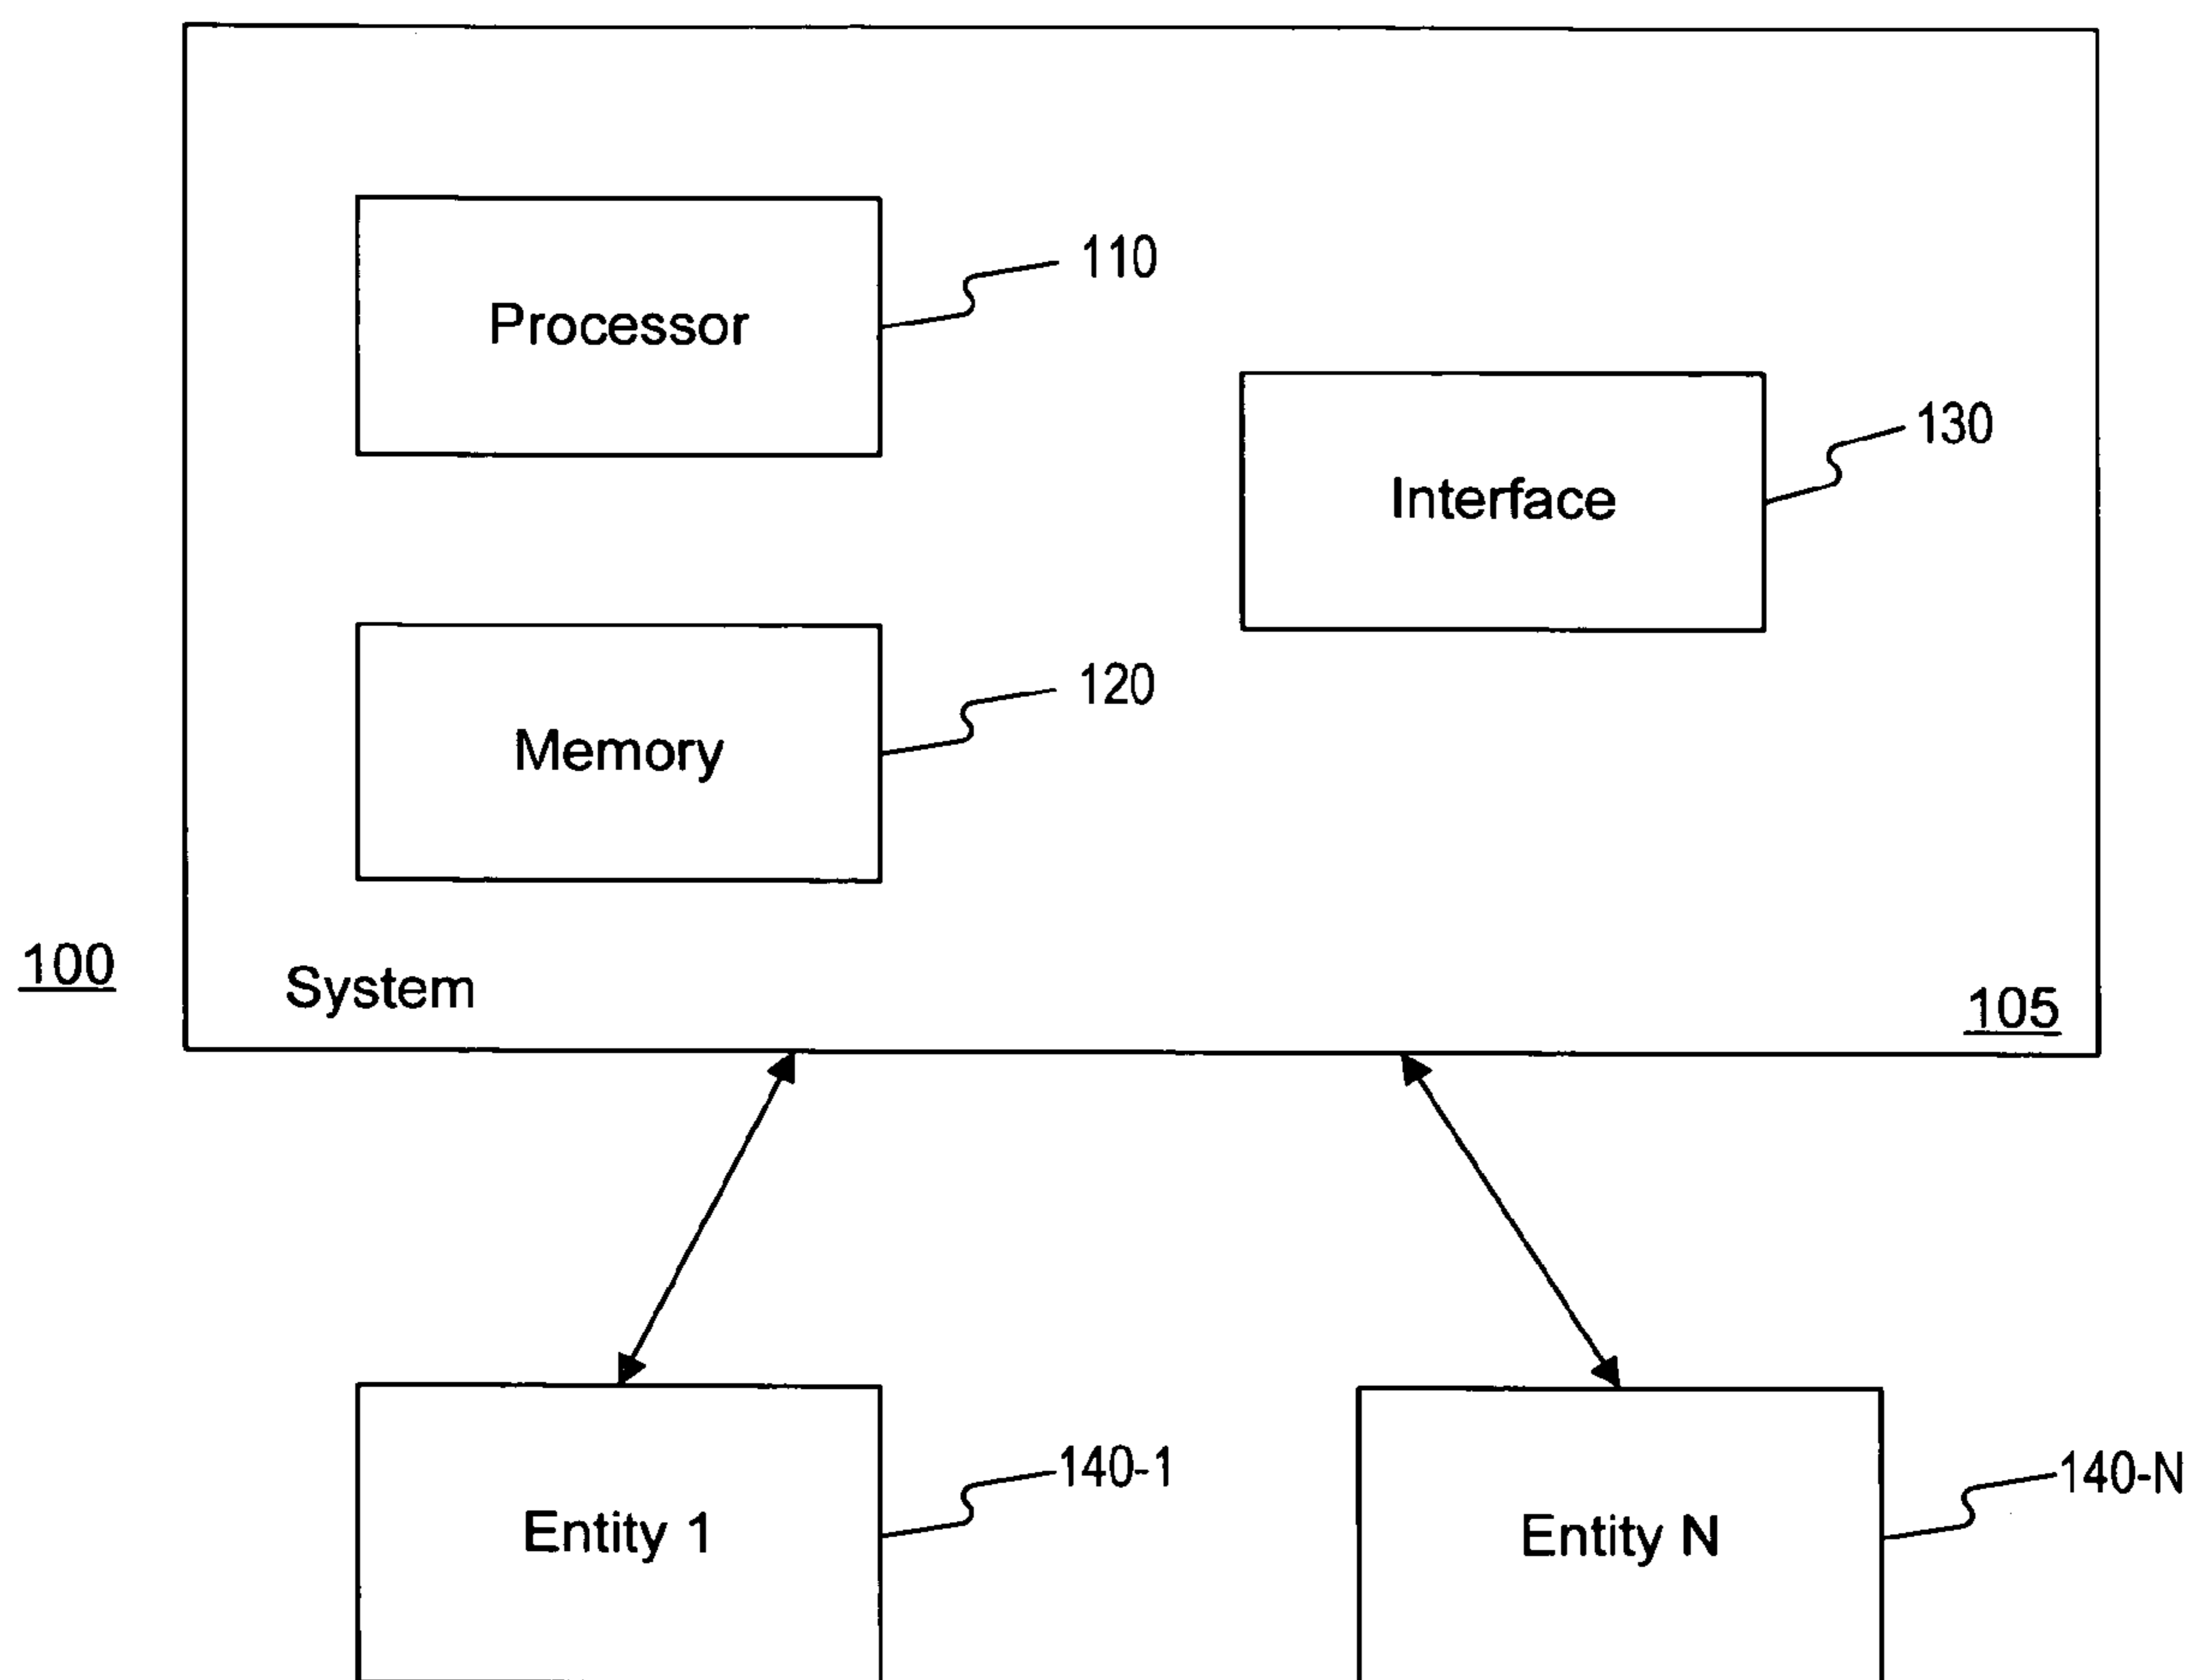 110
Processor
130
Interface
120
Memory
100
System
105
140-1
140-N
Entity 1
Entity N